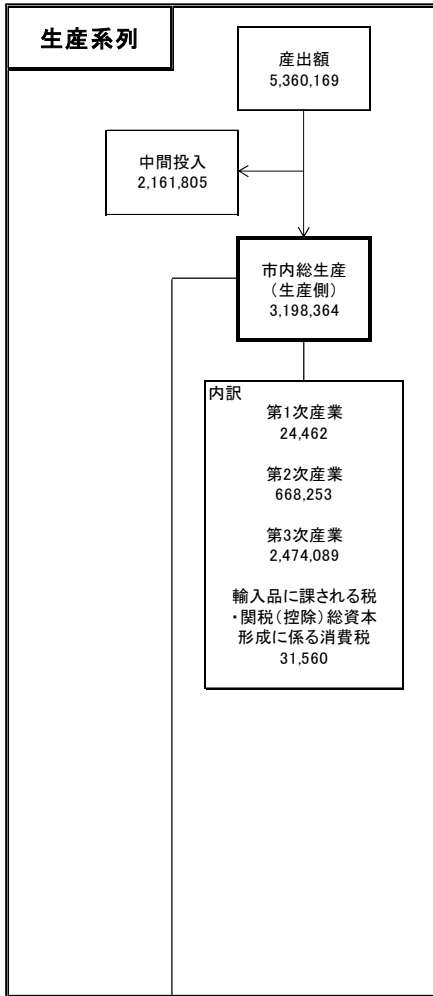 生産系列
産出額
5,360,169
中間投入
2,161,805
市内総生産
（生産側）
3,198,364
内訳
第1次産業
24,462
第2次産業
668,253
第3次産業
2,474,089
輸入品に課される税
・関税（控除）総資本
形成に係る消費税
31,560